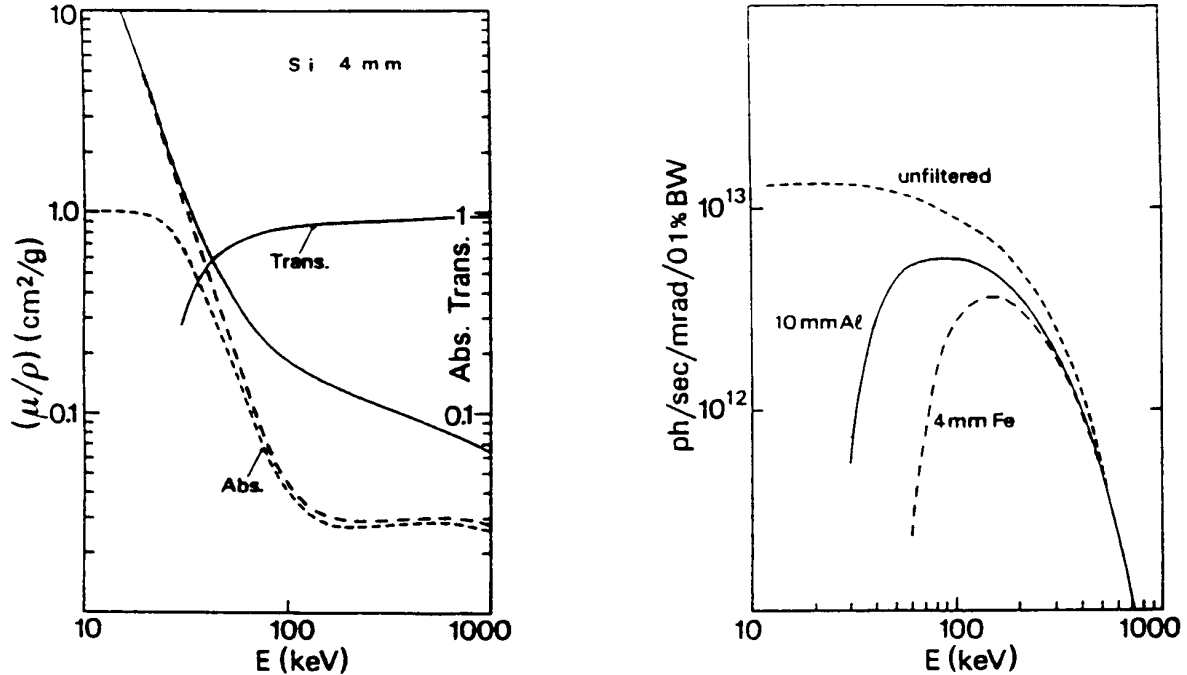 10
1.0
0.1
(μ/ρ) (cm²/g)
Si 4 mm
Trans.
Abs.
1
0.1
Abs. Trans.
10
100
1000
E (keV)
10¹³
10¹²
ph/sec/mrad/01% BW
unfiltered
10 mm Aℓ
4 mm Fe
10
100
1000
E (keV)